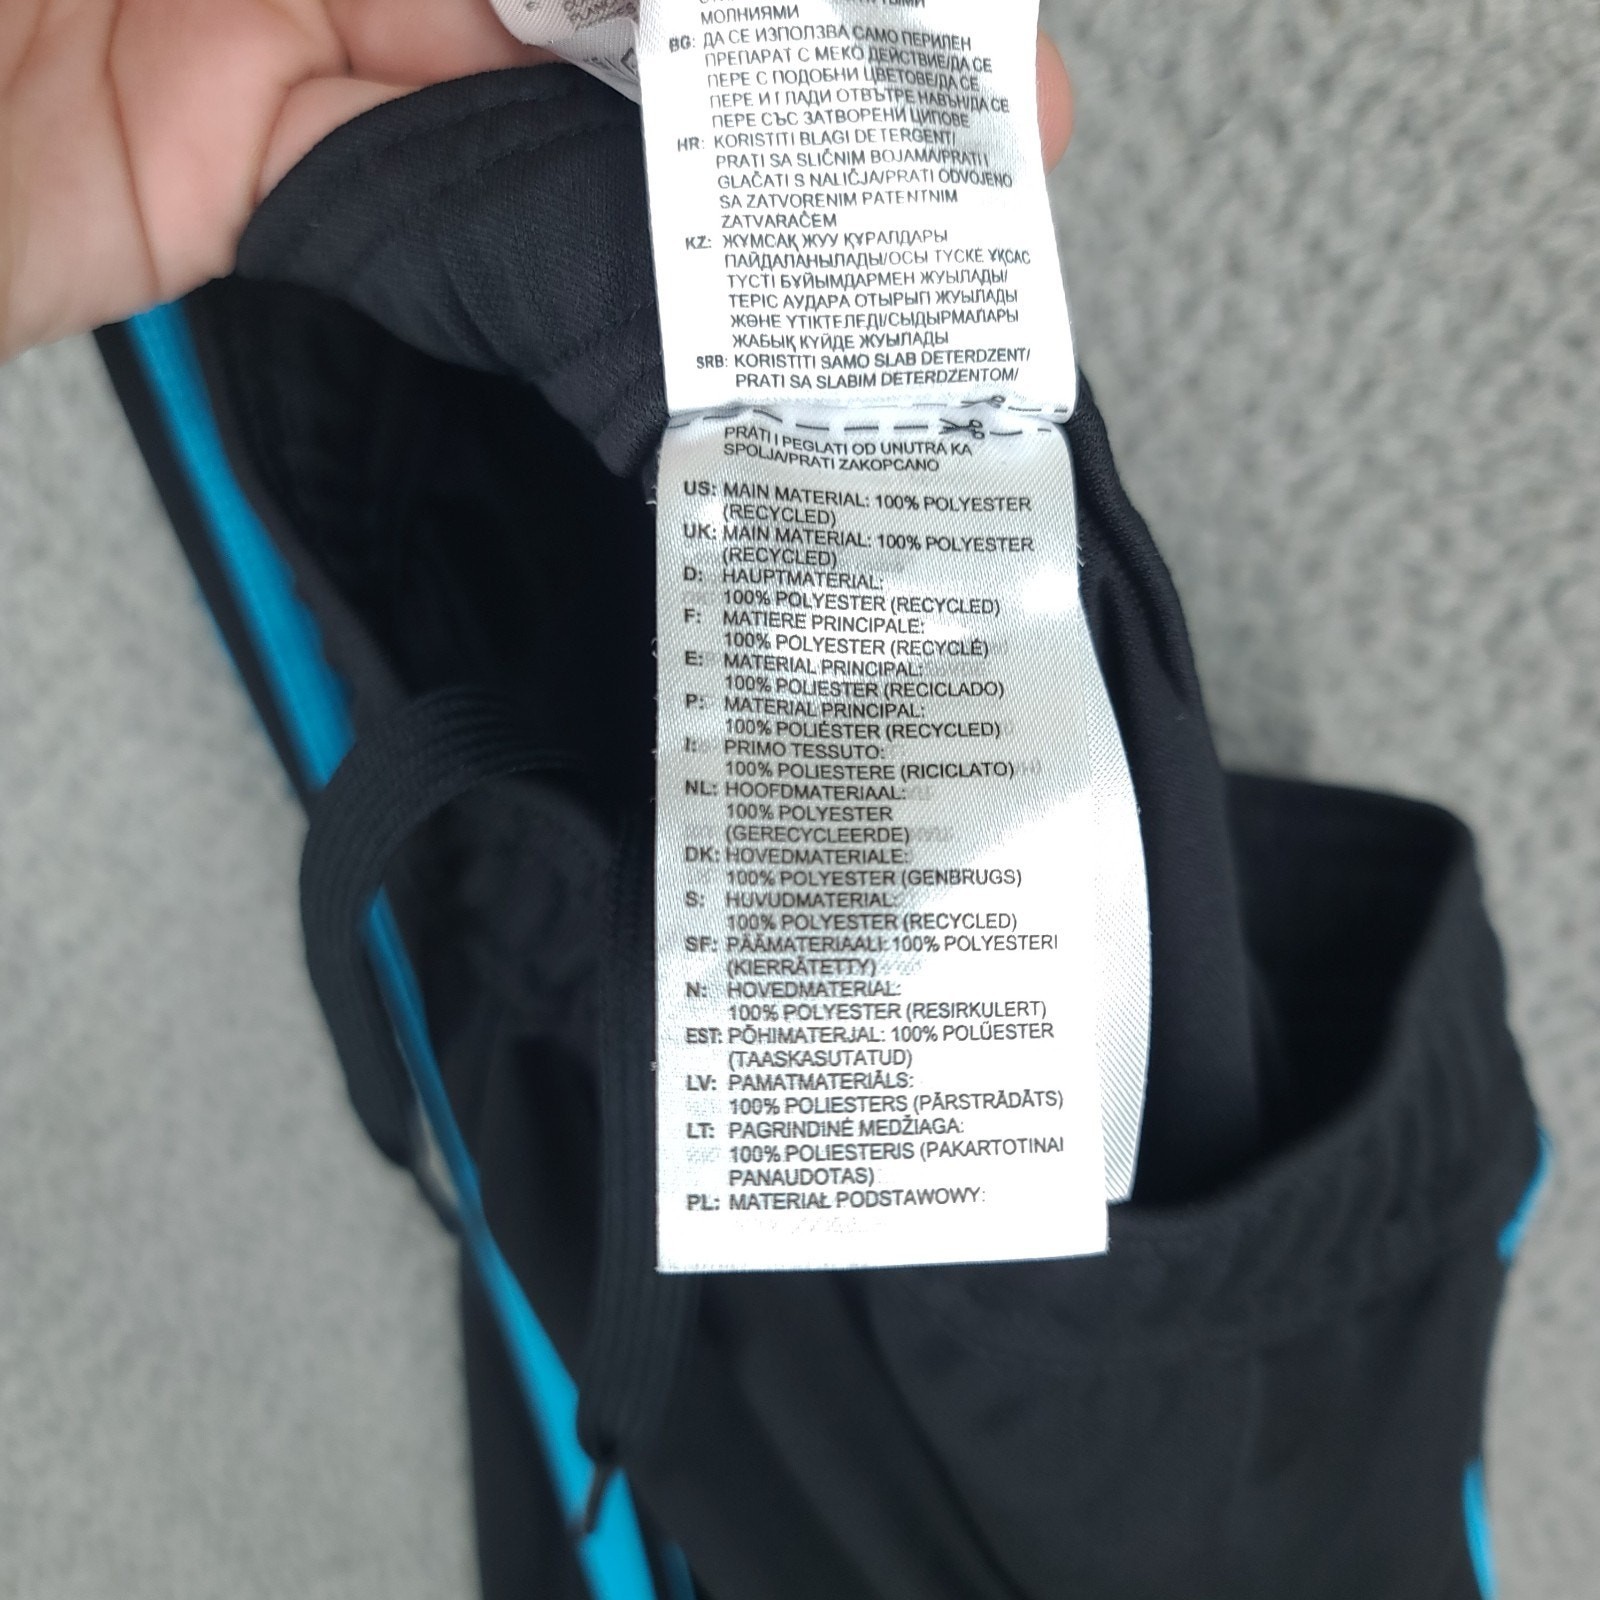 МОЛНИЯМИ
BG: ДА СЕ ИЗПОЛЗВА САМО ПЕРИЛЕН
ПРЕПАРАТ С МЕКО ДЕЙСТВИЕ/ДА СЕ
ПЕРЕ С ПОДОБНИ ЦВЕТОВЕ/ДА СЕ
ПЕРЕ И ГЛАДИ ОТВЪТРЕ НАВЪН/ДА СЕ
ПЕРЕ СЪС ЗАТВОРЕНИ ЦИПОВЕ
HR: KORISTITI BLAGI DETERGENT/
PRATI SA SLIČNIM BOJAMA/PRATI I
GLAČATI S NALIČJA/PRATI ODVOJENO
SA ZATVORENIM PATENTNIM
ZATVARAČEM
KZ: ЖҰМСАҚ ЖУУ ҚҰРАЛДАРЫ
ПАЙДАЛАНЫЛАДЫ/ОСЫ ТҮСКЕ ҰҚСАС
ТҮСТІ БҰЙЫМДАРМЕН ЖУЫЛАДЫ/
ТЕРІС АУДАРА ОТЫРЫП ЖУЫЛАДЫ
ЖӘНЕ ҮТІКТЕЛЕДІ/СЫДЫРМАЛАРЫ
ЖАБЫҚ КҮЙДЕ ЖУЫЛАДЫ
SRB: KORISTITI SAMO SLAB DETERDZENT/
PRATI SA SLABIM DETERDZENTOM/
PRATI I PEGLATI OD UNUTRA KA
SPOLJA/PRATI ZAKOPCANO
US: MAIN MATERIAL: 100% POLYESTER
(RECYCLED)
UK: MAIN MATERIAL: 100% POLYESTER
(RECYCLED)
D: HAUPTMATERIAL:
100% POLYESTER (RECYCLED)
F: MATIERE PRINCIPALE:
100% POLYESTER (RECYCLÉ)
E: MATERIAL PRINCIPAL:
100% POLIESTER (RECICLADO)
P: MATERIAL PRINCIPAL:
100% POLIÉSTER (RECYCLED)
I: PRIMO TESSUTO:
100% POLIESTERE (RICICLATO)
NL: HOOFDMATERIAAL:
100% POLYESTER
(GERECYCLEERDE)
DK: HOVEDMATERIALE:
100% POLYESTER (GENBRUGS)
S: HUVUDMATERIAL:
100% POLYESTER (RECYCLED)
SF: PÄÄMATERIAALI: 100% POLYESTERI
(KIERRÄTETTY)
N: HOVEDMATERIAL:
100% POLYESTER (RESIRKULERT)
EST: PÕHIMATERJAL: 100% POLÜESTER
(TAASKASUTATUD)
LV: PAMATMATERIĀLS:
100% POLIESTERS (PĀRSTRĀDĀTS)
LT: PAGRINDINĖ MEDŽIAGA:
100% POLIESTERIS (PAKARTOTINAI
PANAUDOTAS)
PL: MATERIAŁ PODSTAWOWY: